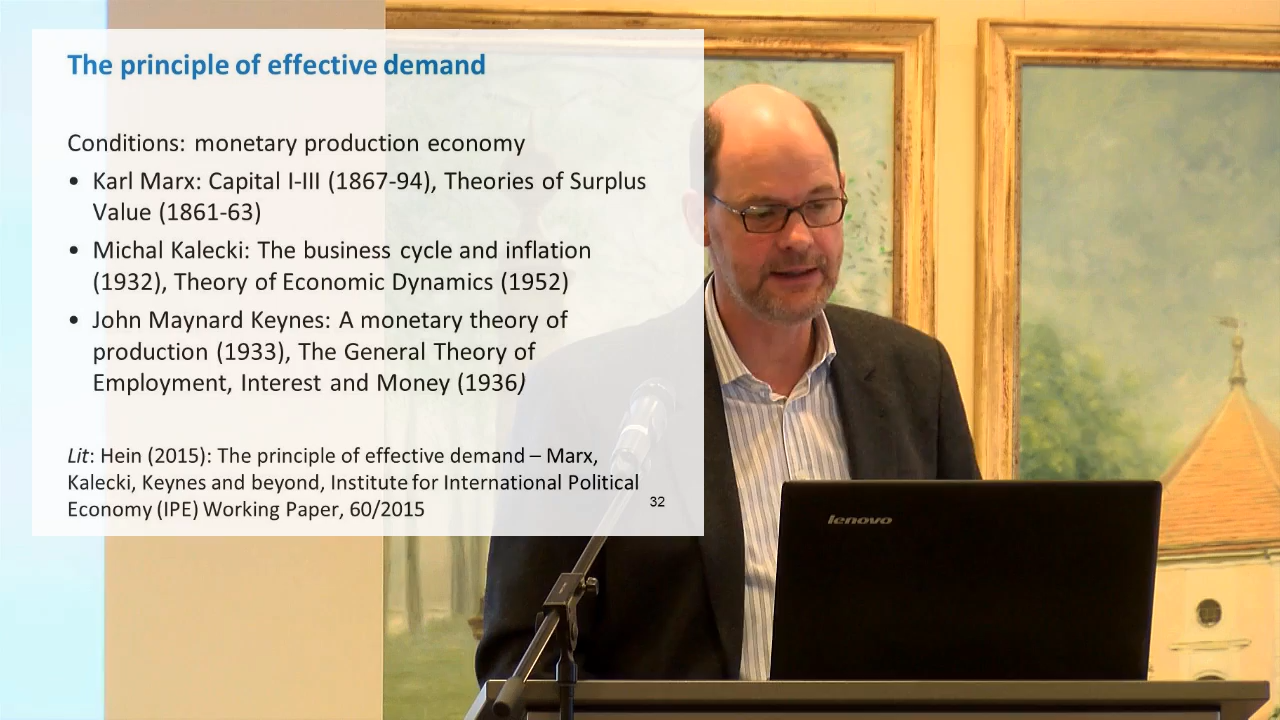 The principle of effective demand
Conditions: monetary production economy
• Karl Marx: Capital I-III (1867-94), Theories of Surplus
Value (1861-63)
• Michal Kalecki: The business cycle and inflation
(1932), Theory of Economic Dynamics (1952)
• John Maynard Keynes: A monetary theory of
production (1933), The General Theory of
Employment, Interest and Money (1936)
Lit: Hein (2015): The principle of effective demand – Marx,
Kalecki, Keynes and beyond, Institute for International Political
Economy (IPE) Working Paper, 60/2015
32
lenovo